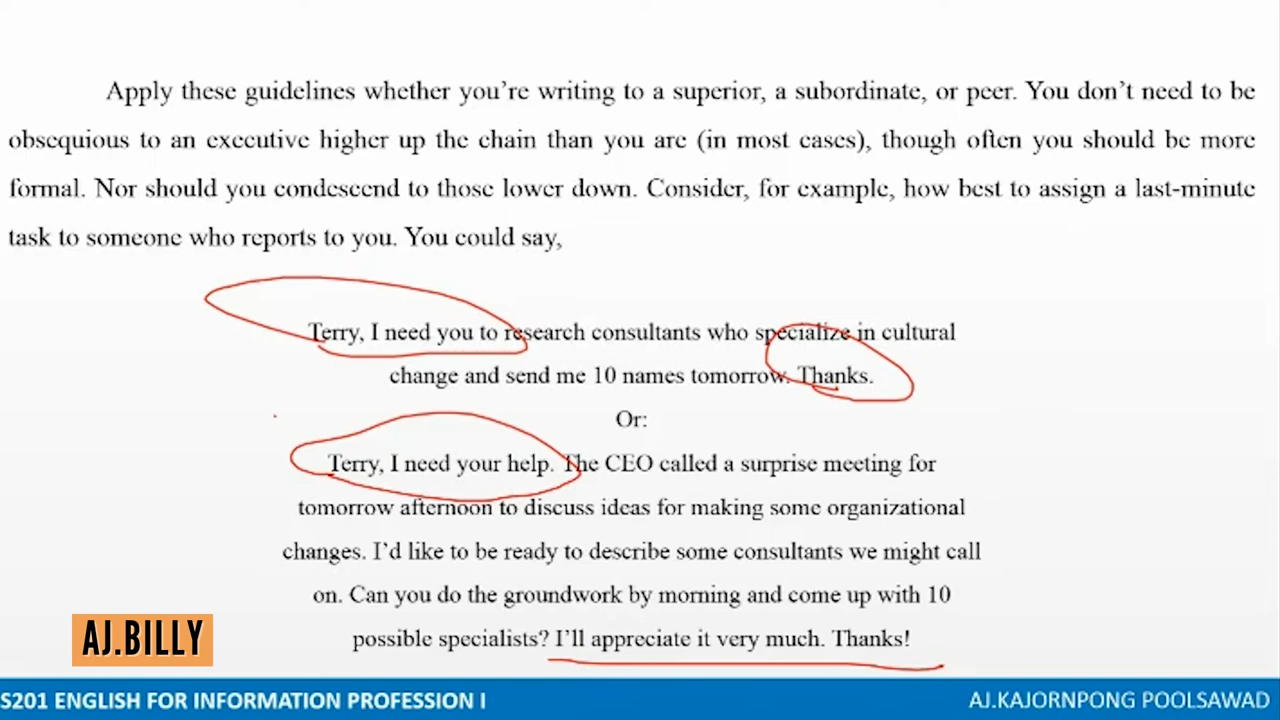 Apply these guidelines whether you're writing to a superior, a subordinate, or peer. You don't need to be
obsequious to an executive higher up the chain than you are (in most cases), though often you should be more
formal. Nor should you condescend to those lower down. Consider, for example, how best to assign a last-minute
task to someone who reports to you. You could say,
Terry, I need you to research consultants who specialize in cultural
change and send me 10 names tomorrow. Thanks.
Or:
Terry, I need your help. The CEO called a surprise meeting for
tomorrow afternoon to discuss ideas for making some organizational
changes. I'd like to be ready to describe some consultants we might call
on. Can you do the groundwork by morning and come up with 10
possible specialists? I'll appreciate it very much. Thanks!
AJ.BILLY
S201 ENGLISH FOR INFORMATION PROFESSION I
AJ.KAJORNPONG POOLSAWAD